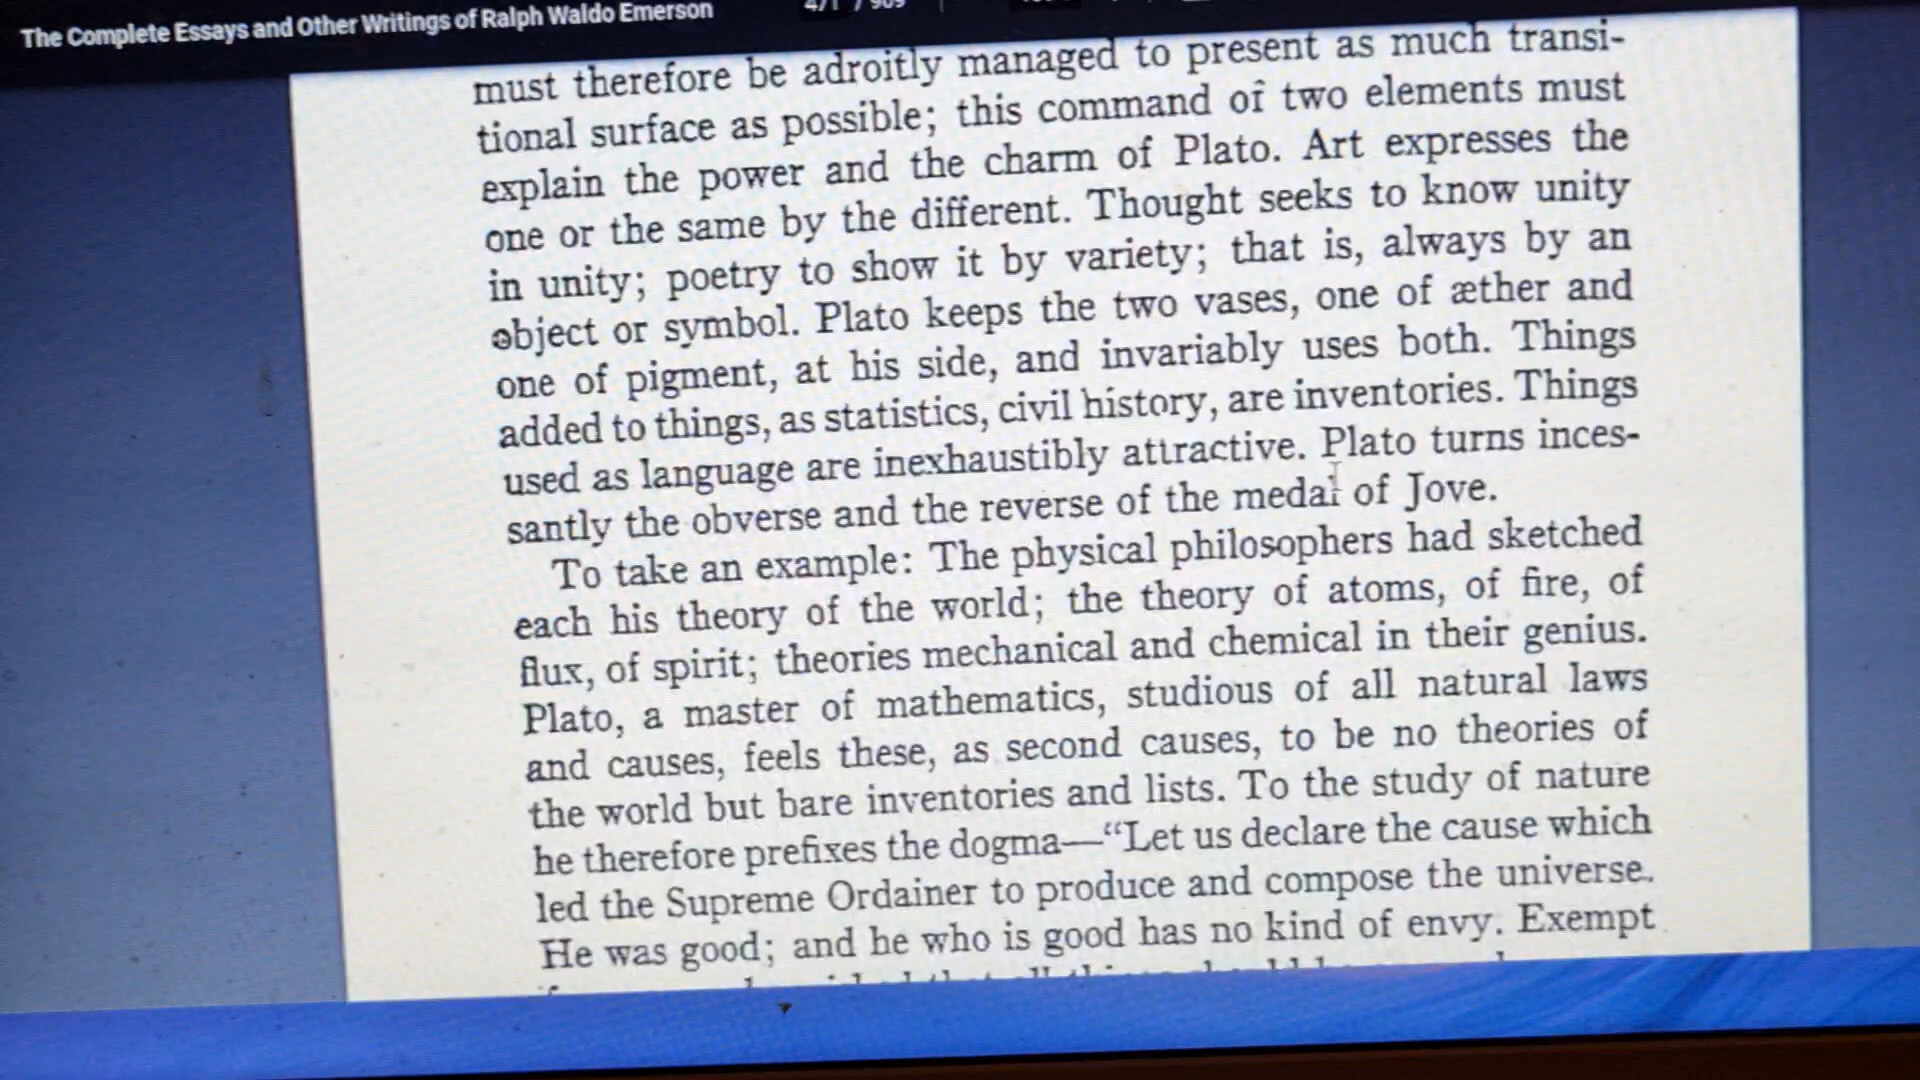 The Complete Essays and Other Writings of Ralph Waldo Emerson
must therefore be adroitly managed to present as much transi-
tional surface as possible; this command of two elements must
explain the power and the charm of Plato. Art expresses the
one or the same by the different. Thought seeks to know unity
in unity; poetry to show it by variety; that is, always by an
object or symbol. Plato keeps the two vases, one of æther and
one of pigment, at his side, and invariably uses both. Things
added to things, as statistics, civil history, are inventories. Things
used as language are inexhaustibly attractive. Plato turns inces-
santly the obverse and the reverse of the medal of Jove.
To take an example: The physical philosophers had sketched
each his theory of the world; the theory of atoms, of fire, of
flux, of spirit; theories mechanical and chemical in their genius.
Plato, a master of mathematics, studious of all natural laws
and causes, feels these, as second causes, to be no theories of
the world but bare inventories and lists. To the study of nature
he therefore prefixes the dogma—“Let us declare the cause which
led the Supreme Ordainer to produce and compose the universe.
He was good; and he who is good has no kind of envy. Exempt